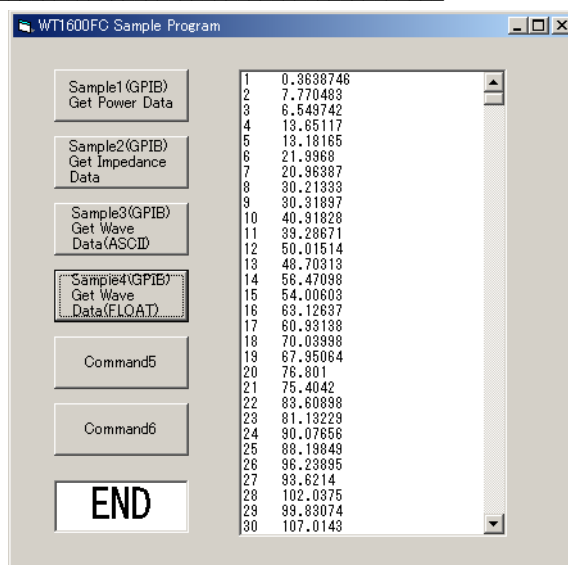 WT1600FC Sample Program
Sample1(GPIB)
Get Power Data
Sample2(GPIB)
Get Impedance
Data
Sample3(GPIB)
Get Wave
Data(ASCII)
Sample4(GPIB)
Get Wave
Data(FLOAT)
Command5
Command6
END
1 0.3638746
2 7.770483
3 6.549742
4 13.65117
5 13.18165
6 21.9968
7 20.96387
8 30.21333
9 30.31897
10 40.91828
11 39.28671
12 50.01514
13 48.70313
14 56.47098
15 54.00603
16 63.12637
17 60.93138
18 70.03998
19 67.95064
20 76.801
21 75.4042
22 83.60898
23 81.13229
24 90.07656
25 88.19849
26 96.23895
27 93.6214
28 102.0375
29 99.83074
30 107.0143